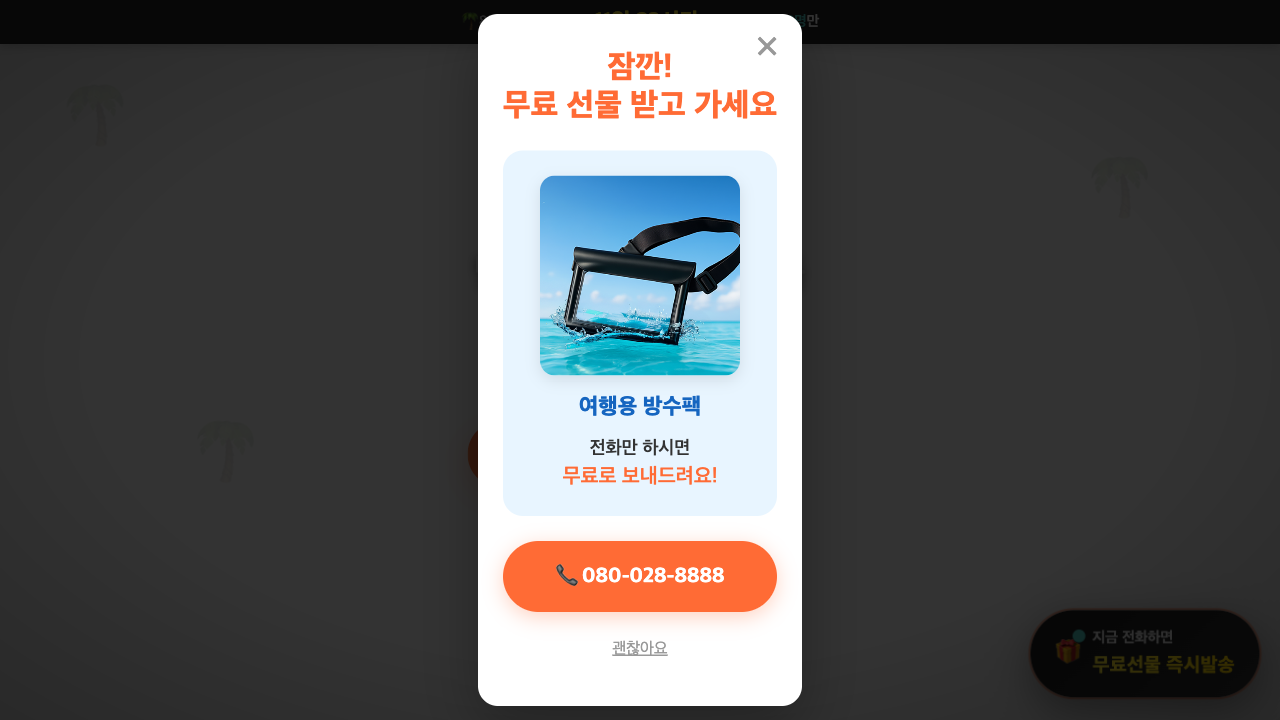 잠깐!
무료 선물 받고 가세요
여행용 방수팩
전화만 하시면
무료로 보내드려요!
080-028-8888
괜찮아요
지금 전화하면
무료선물 즉시발송